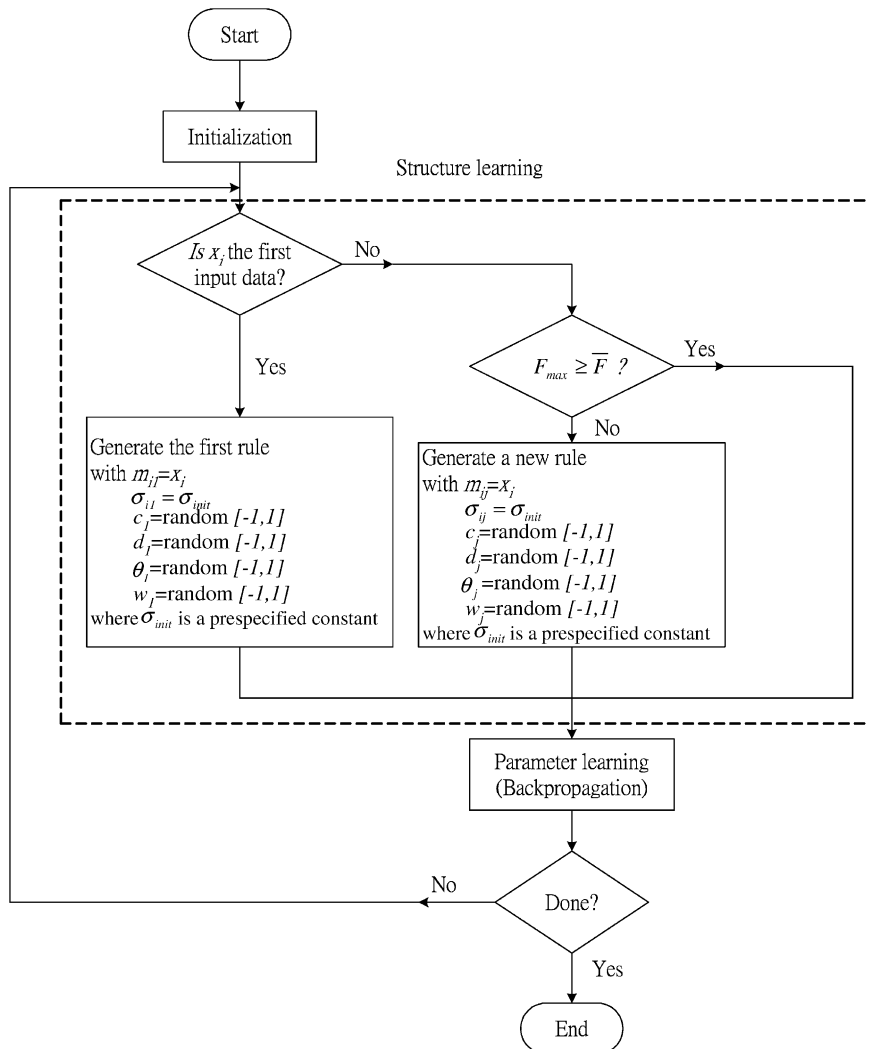 Start
Initialization
Structure learning
Is xᵢ the first
input data?
No
Yes
F_max ≥ F̅ ?
Yes
No
Generate the first rule
with m_i1=x_i
σ_i1 = σ_init
c_1=random [-1,1]
d_1=random [-1,1]
θ_i=random [-1,1]
w_1=random [-1,1]
where σ_init is a prespecified constant
Generate a new rule
with m_ij=x_i
σ_ij = σ_init
c_j=random [-1,1]
d_j=random [-1,1]
θ_j=random [-1,1]
w_j=random [-1,1]
where σ_init is a prespecified constant
Parameter learning
(Backpropagation)
Done?
No
Yes
End